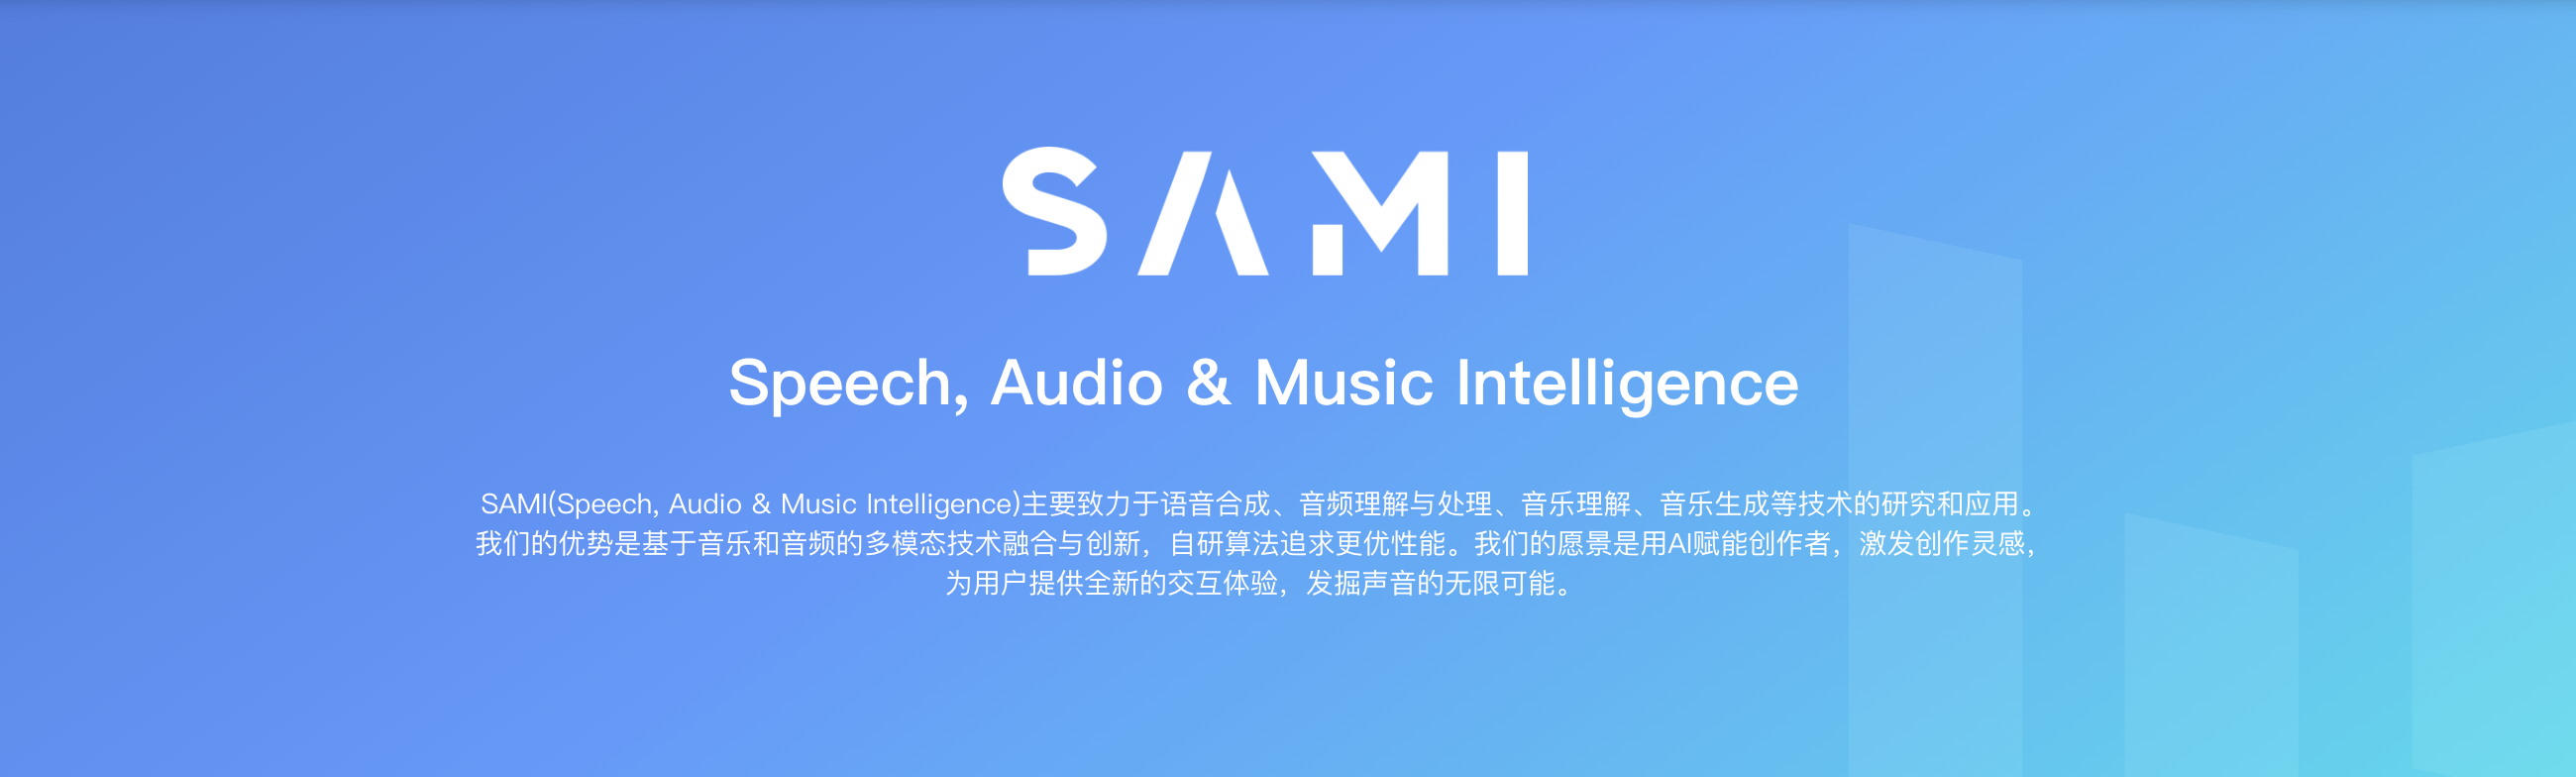 SAMI
Speech, Audio & Music Intelligence
SAMI(Speech, Audio & Music Intelligence)主要致力于语音合成、音频理解与处理、音乐理解、音乐生成等技术的研究和应用。
我们的优势是基于音乐和音频的多模态技术融合与创新，自研算法追求更优性能。我们的愿景是用AI赋能创作者，激发创作灵感，
为用户提供全新的交互体验，发掘声音的无限可能。